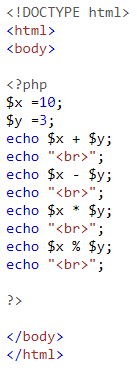 <!DOCTYPE html>
<html>
<body>

<?php
$x =10;
$y =3;
echo $x + $y;
echo "<br>";
echo $x - $y;
echo "<br>";
echo $x * $y;
echo "<br>";
echo $x % $y;
echo "<br>";

?>

</body>
</html>